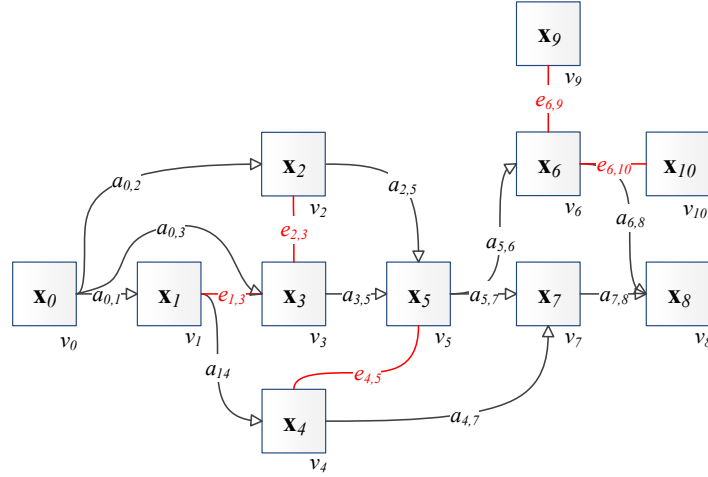 x9
v9
e6,9
x2
x6
e6,10
x10
a0,2
a2,5
v2
v6
v10
a6,8
e2,3
a0,3
a5,6
x0
a0,1
x1
e1,3
x3
a3,5
x5
a5,7
x7
a7,8
x8
v0
v1
v3
v5
v7
v8
a14
e4,5
x4
a4,7
v4